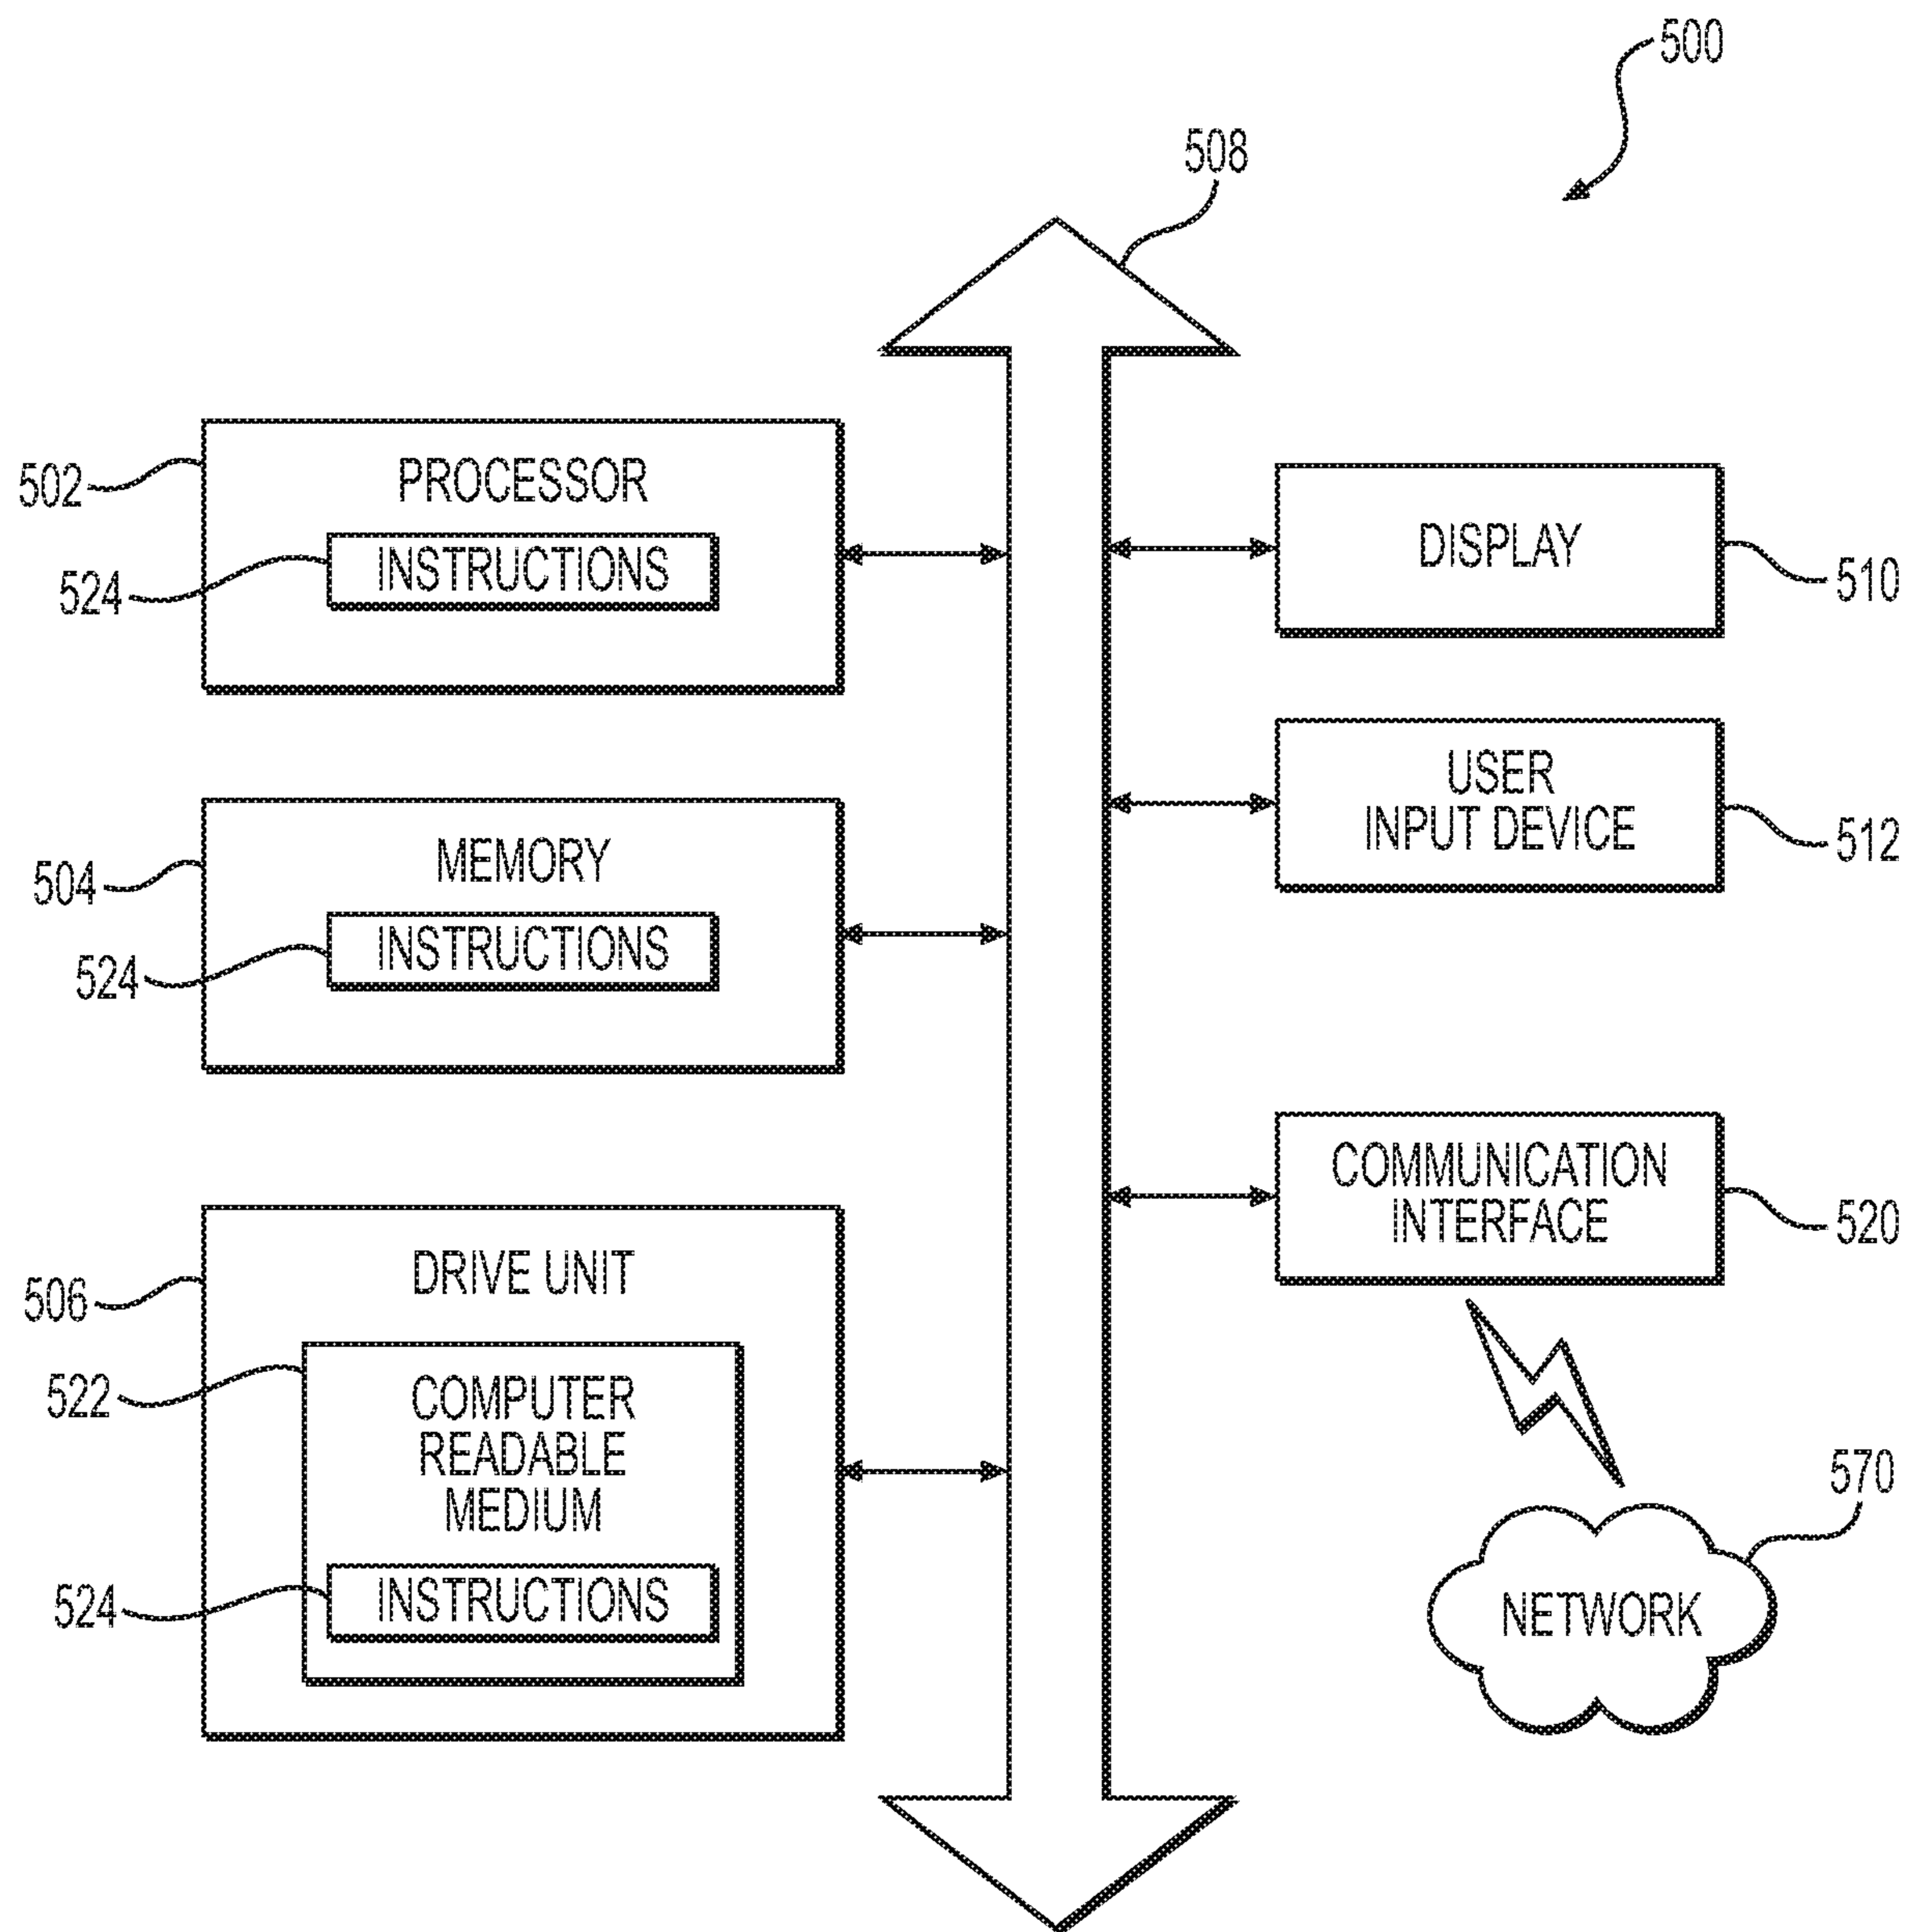 500
508
502
PROCESSOR
524
INSTRUCTIONS
DISPLAY
510
USER
INPUT DEVICE
512
504
MEMORY
524
INSTRUCTIONS
COMMUNICATION
INTERFACE
520
506
DRIVE UNIT
522
COMPUTER
READABLE
MEDIUM
524
INSTRUCTIONS
570
NETWORK